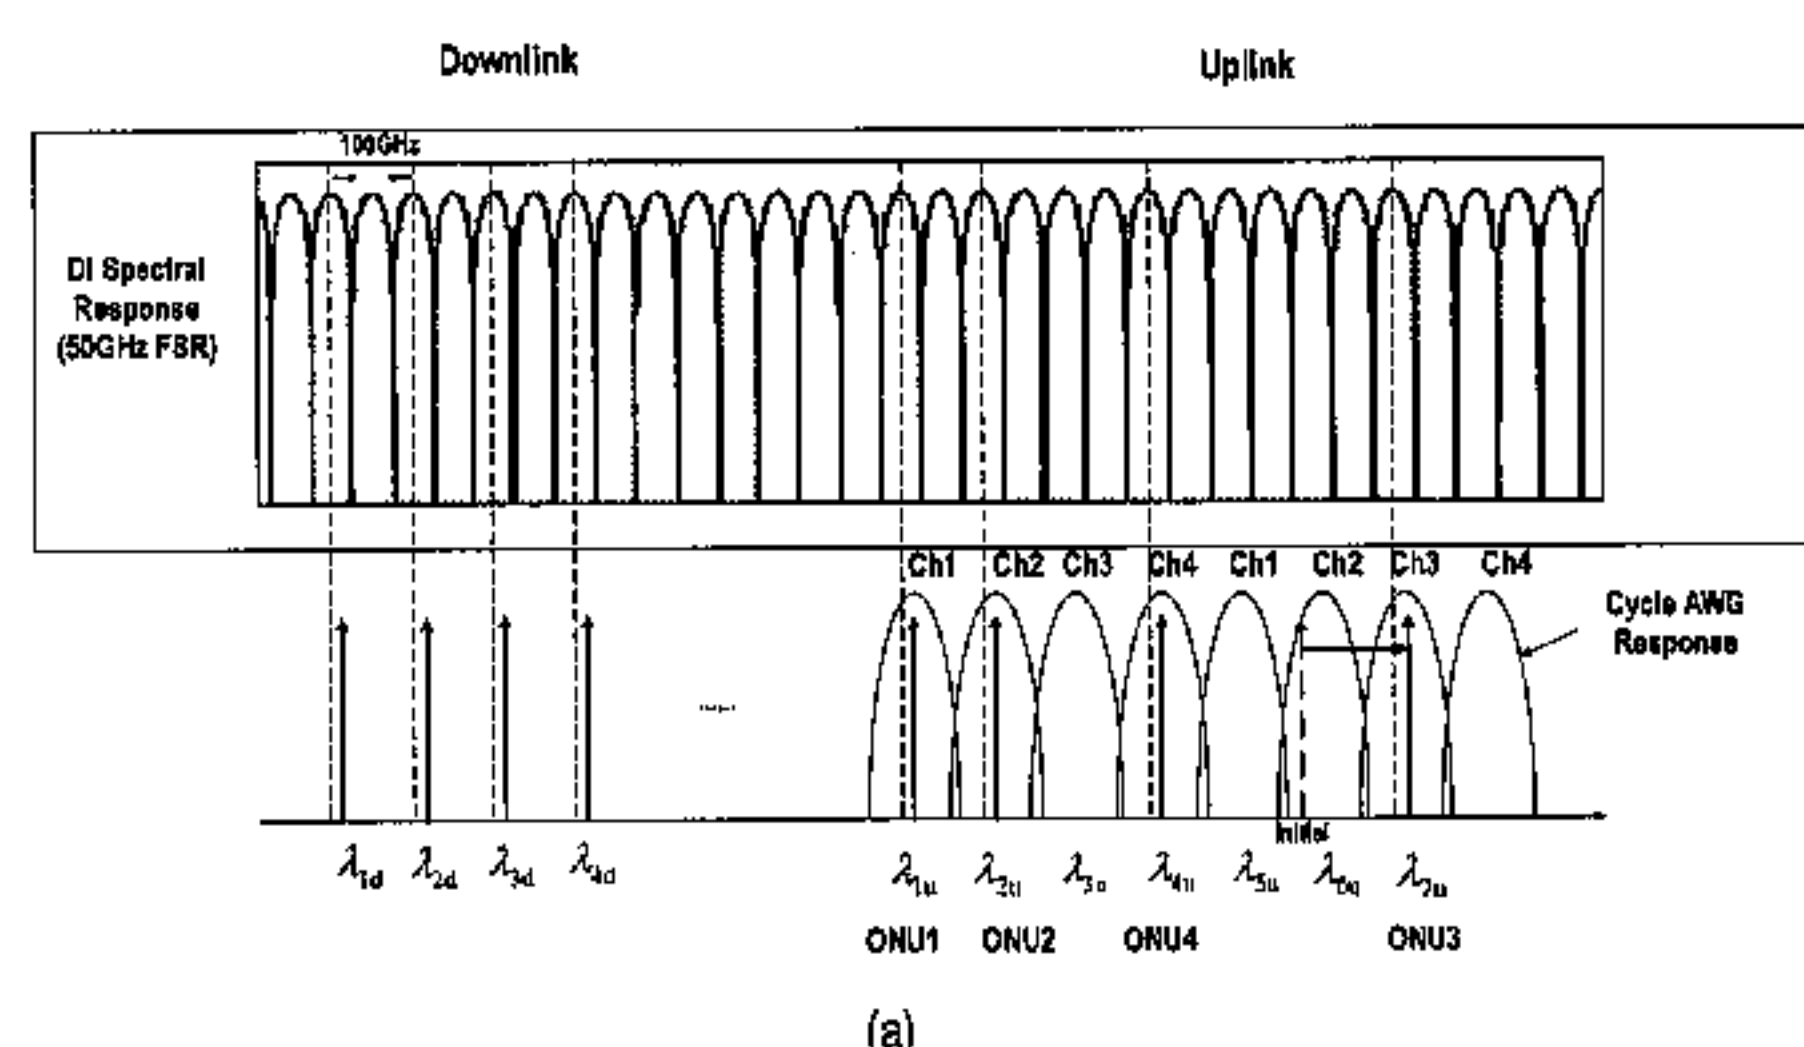 Downlink Uplink
100GHz
DI Spectral
Response
(50GHz FSR)
Ch1 Ch2 Ch3 Ch4 Ch1 Ch2 Ch3 Ch4
Cycle AWG
Response
Initial
λ1d λ2d λ3d λ4d λ1u λ2u λ3u λ4u λ5u λ6u λ7u
ONU1 ONU2 ONU4 ONU3
(a)